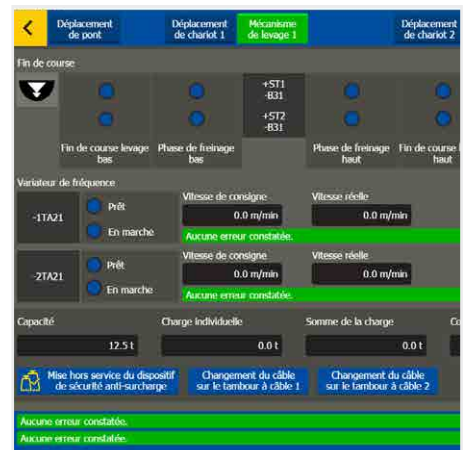 Déplacement
de pont
Déplacement
de chariot 1
Mécanisme
de levage 1
Déplacement
de chariot 2
Fin de course
+ST1
-B31
+ST2
-B31
Fin de course levage
bas
Phase de freinage
bas
Phase de freinage
haut
Fin de course l
haut
Variateur de fréquence
-1TA21
Prêt
En marche
Vitesse de consigne
Vitesse réelle
0.0 m/min
0.0 m/min
Aucune erreur constatée.
-2TA21
Prêt
En marche
Vitesse de consigne
Vitesse réelle
0.0 m/min
0.0 m/min
Aucune erreur constatée.
Capacité
Charge individuelle
Somme de la charge
Co
12.5 t
0.0 t
0.0 t
Mise hors service du dispositif
de sécurité anti-surcharge
Changement du câble
sur le tambour à câble 1
Changement du câble
sur le tambour à câble 2
Aucune erreur constatée.
Aucune erreur constatée.